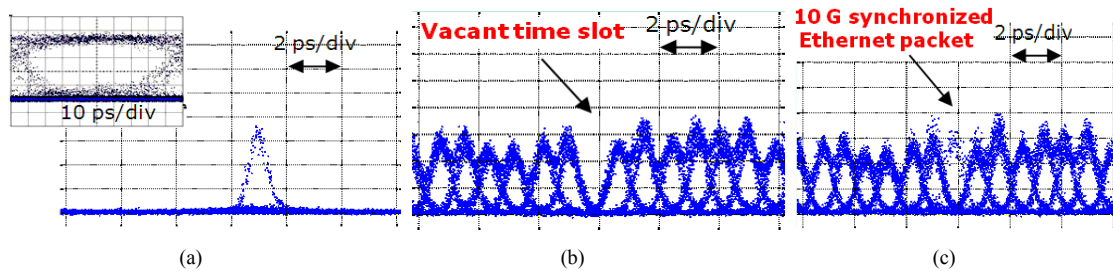 2 ps/div
10 ps/div
(a)
Vacant time slot
2 ps/div
(b)
10 G synchronized
Ethernet packet
2 ps/div
(c)